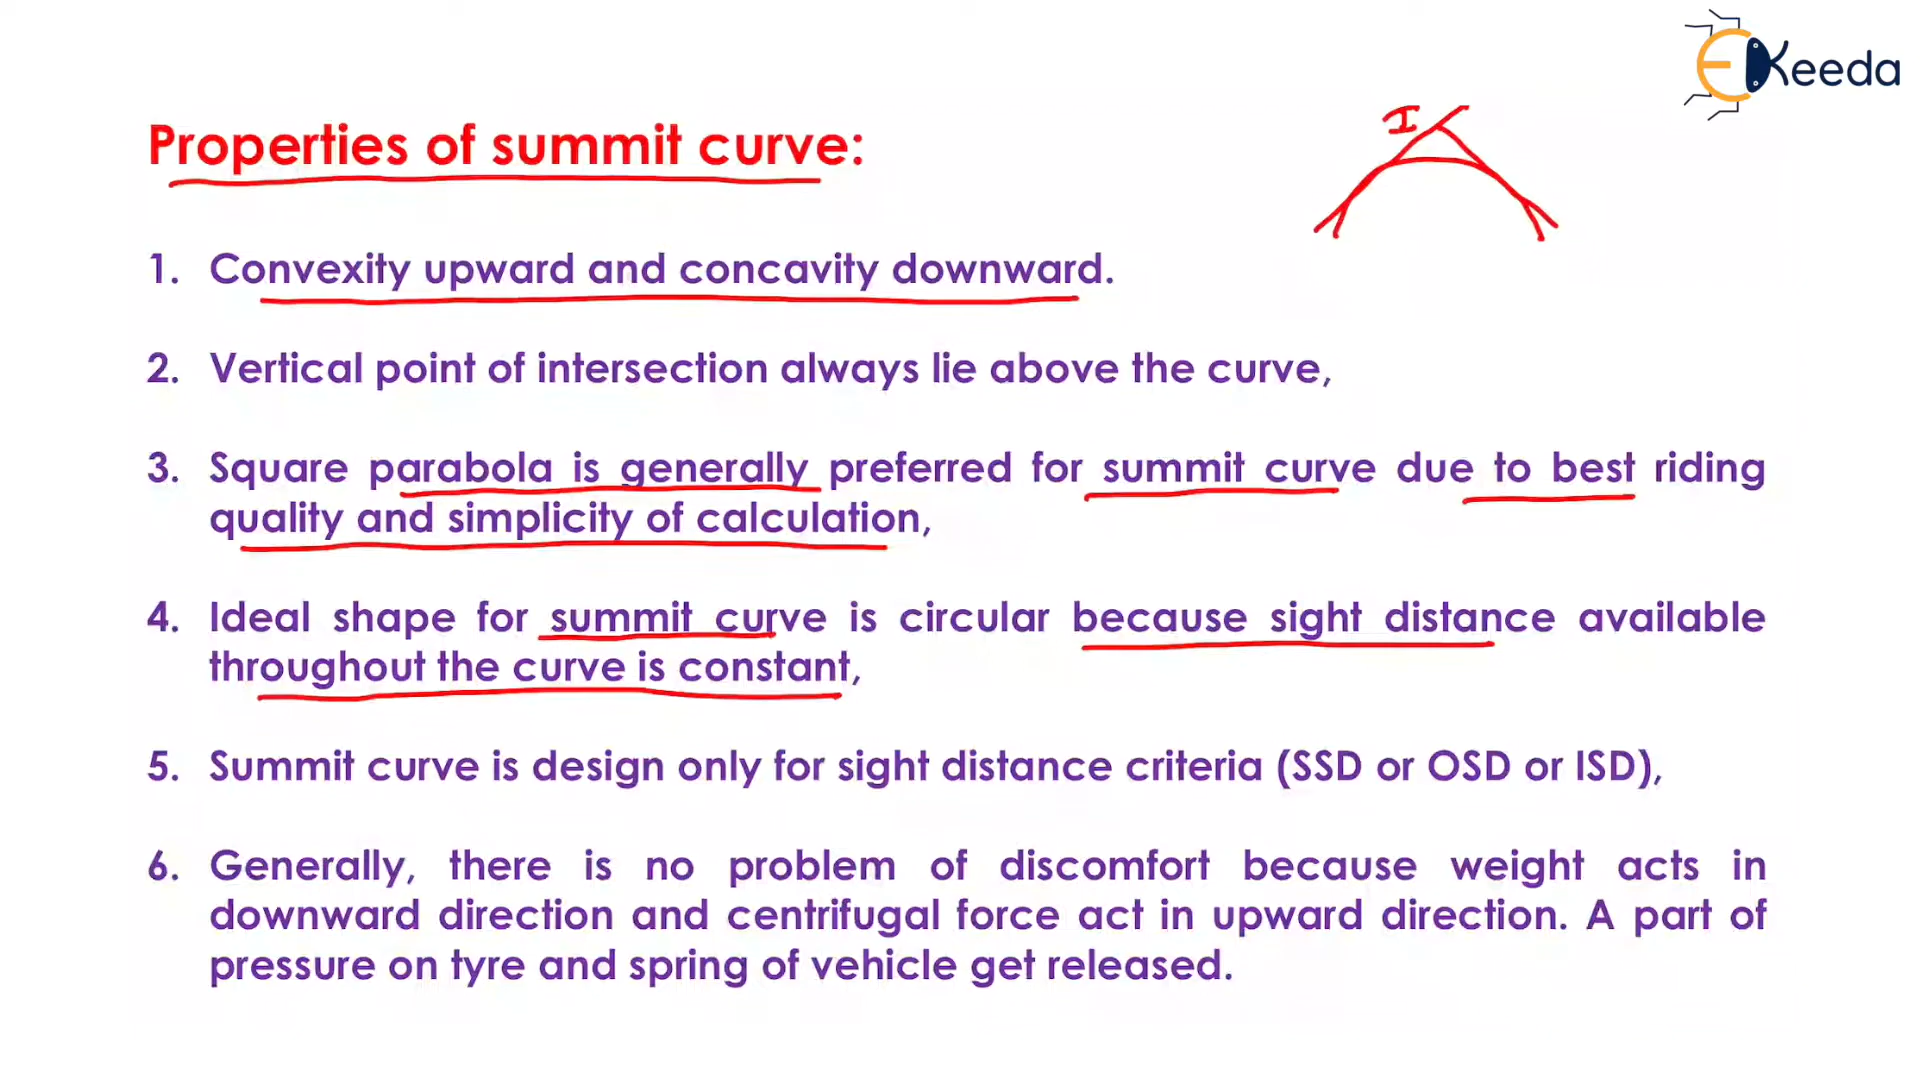 EKeeda
I
Properties of summit curve:
1. Convexity upward and concavity downward.
2. Vertical point of intersection always lie above the curve,
3. Square parabola is generally preferred for summit curve due to best riding
quality and simplicity of calculation,
4. Ideal shape for summit curve is circular because sight distance available
throughout the curve is constant,
5. Summit curve is design only for sight distance criteria (SSD or OSD or ISD),
6. Generally, there is no problem of discomfort because weight acts in
downward direction and centrifugal force act in upward direction. A part of
pressure on tyre and spring of vehicle get released.